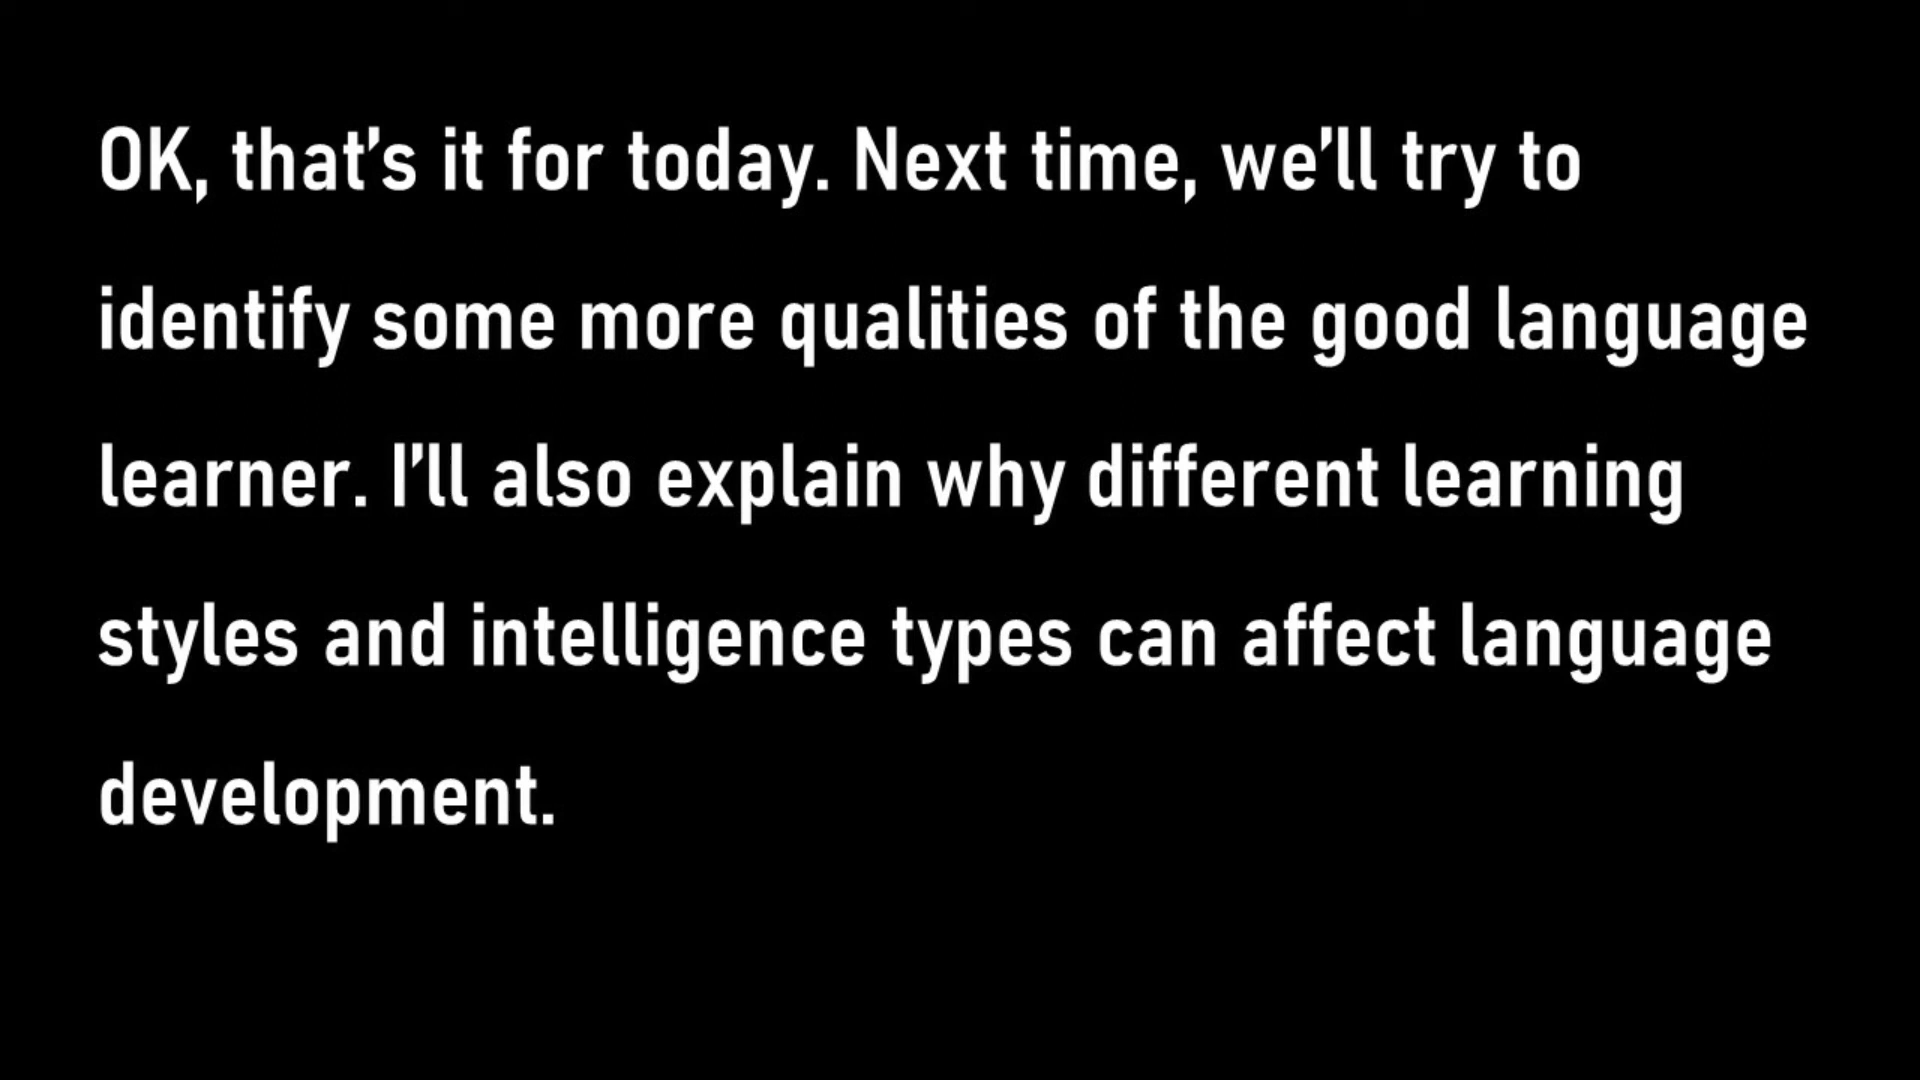 OK, that’s it for today. Next time, we’ll try to
identify some more qualities of the good language
learner. I’ll also explain why different learning
styles and intelligence types can affect language
development.